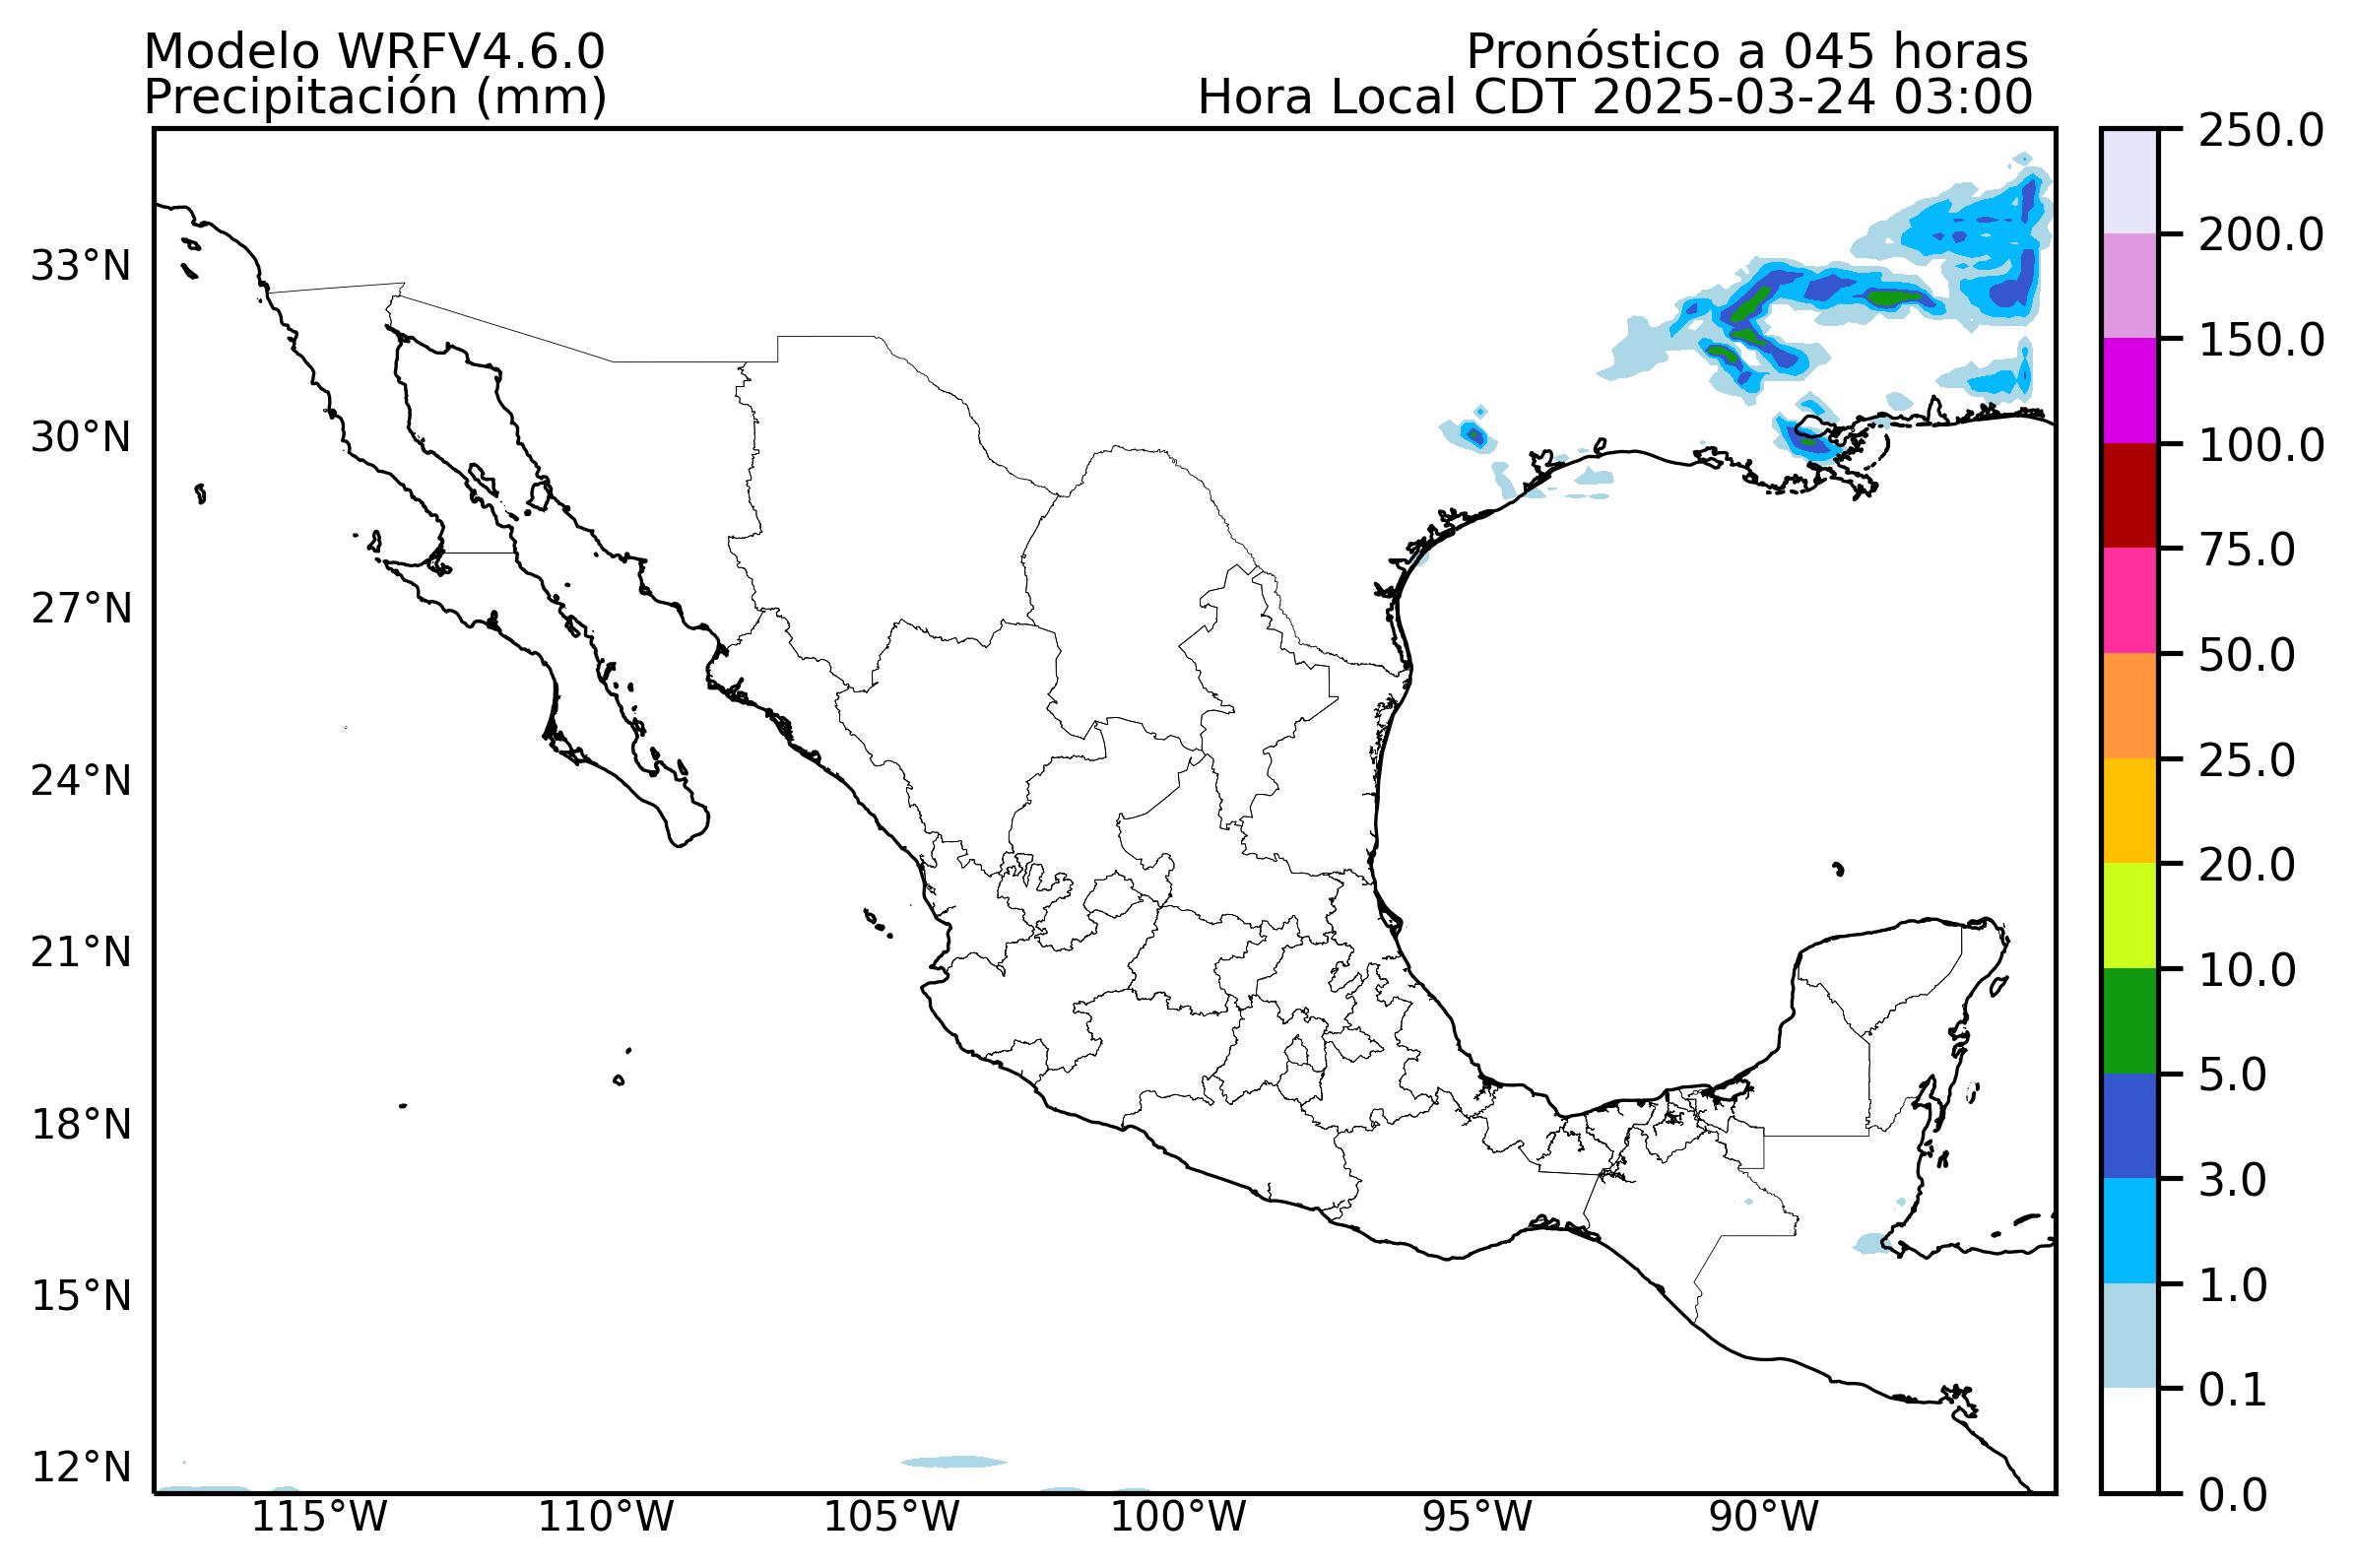 Modelo WRFV4.6.0
Pronóstico a 045 horas
Precipitación (mm)
Hora Local CDT 2025-03-24 03:00
33°N
30°N
27°N
24°N
21°N
18°N
15°N
12°N
115°W
110°W
105°W
100°W
95°W
90°W
250.0
200.0
150.0
100.0
75.0
50.0
25.0
20.0
10.0
5.0
3.0
1.0
0.1
0.0